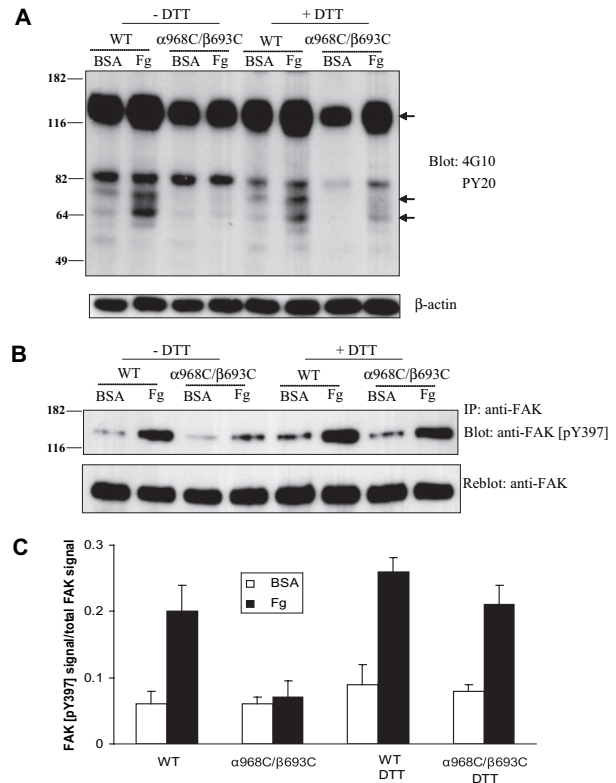 A
- DTT
+ DTT
WT α968C/β693C WT α968C/β693C
BSA Fg BSA Fg BSA Fg BSA Fg
182
116
82
64
49
Blot: 4G10
PY20
β-actin
B
- DTT
+ DTT
WT α968C/β693C WT α968C/β693C
BSA Fg BSA Fg BSA Fg BSA Fg
182
116
IP: anti-FAK
Blot: anti-FAK [pY397]
Reblot: anti-FAK
C
FAK [pY397] signal/total FAK signal
0.3
0.2
0.1
0
BSA
Fg
WT α968C/β693C WT α968C/β693C
DTT DTT